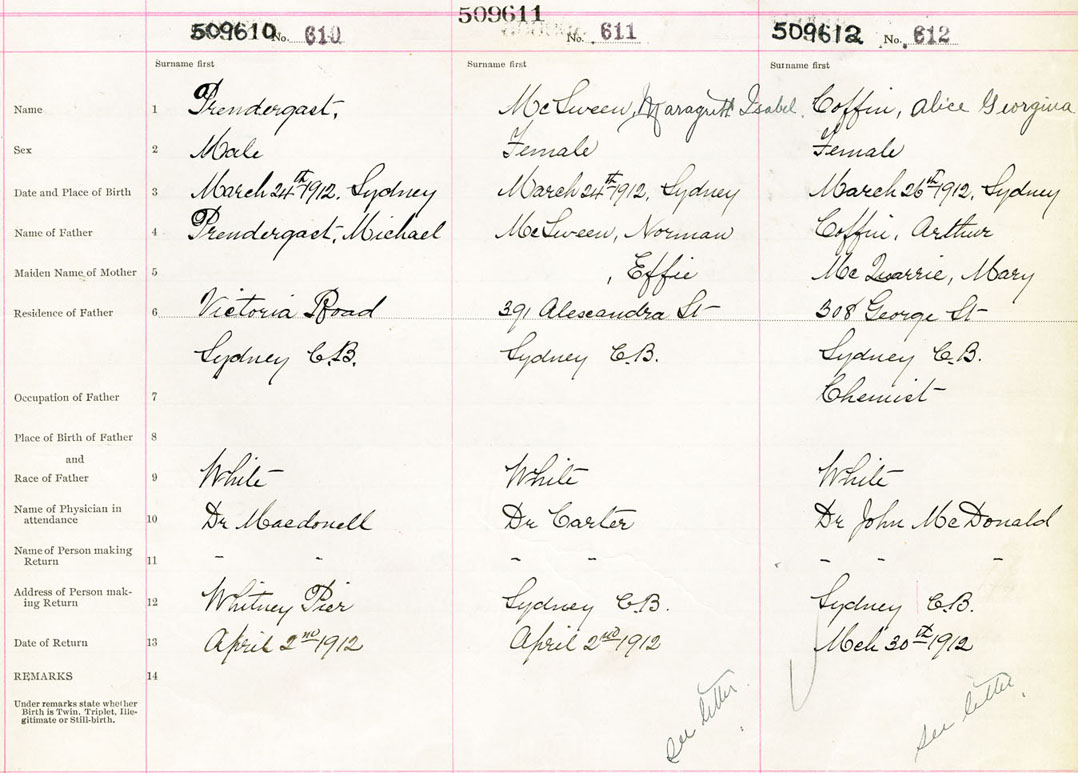 509610 No. 610
509611 No. 611
509612 No. 612
Surname first Surname first Surname first
Name 1 Prendergast, McSween, Maragrett Isabel. Coffin, Alice Georgina
Sex 2 Male Female Female
Date and Place of Birth 3 March 24th 1912, Sydney March 24th 1912, Sydney March 26th 1912, Sydney
Name of Father 4 Prendergast, Michael McSween, Norman Coffin, Arthur
Maiden Name of Mother 5 , Effie McQuarrie, Mary
Residence of Father 6 Victoria Road 391 Alexandra St 308 George St
Sydney C.B. Sydney C.B. Sydney C.B.
Occupation of Father 7 Chemist
Place of Birth of Father 8
and
Race of Father 9 White White White
Name of Physician in attendance 10 Dr Macdonell Dr Carter Dr John McDonald
Name of Person making Return 11 - - - - - - -
Address of Person making Return 12 Whitney Pier Sydney C.B. Sydney C.B.
Date of Return 13 April 2nd 1912 April 2nd 1912 Mch 30th 1912
REMARKS 14
Under remarks state whether
Birth is Twin, Triplet, Ille-
gitimate or Still-birth.
see letter. see letter.